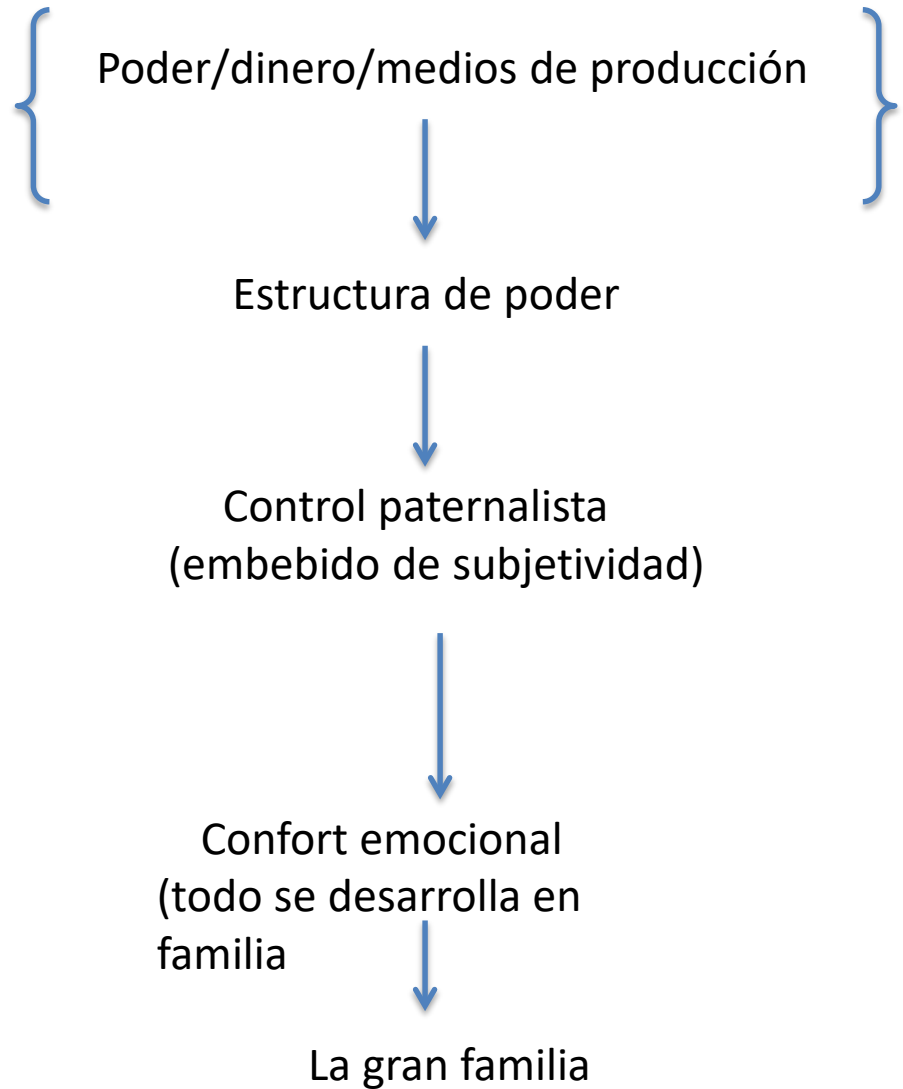 Poder/dinero/medios de producción
Estructura de poder
Control paternalista
(embebido de subjetividad)
Confort emocional
(todo se desarrolla en
familia
La gran familia